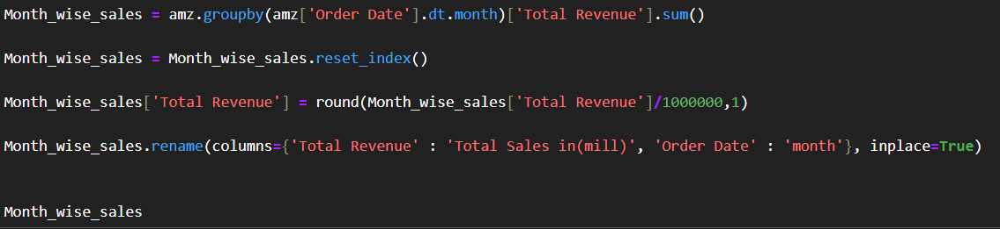 Month_wise_sales = amz.groupby(amz['Order Date'].dt.month)['Total Revenue'].sum()
Month_wise_sales = Month_wise_sales.reset_index()
Month_wise_sales['Total Revenue'] = round(Month_wise_sales['Total Revenue']/1000000,1)
Month_wise_sales.rename(columns={'Total Revenue' : 'Total Sales in(mill)', 'Order Date' : 'month'}, inplace=True)
Month_wise_sales